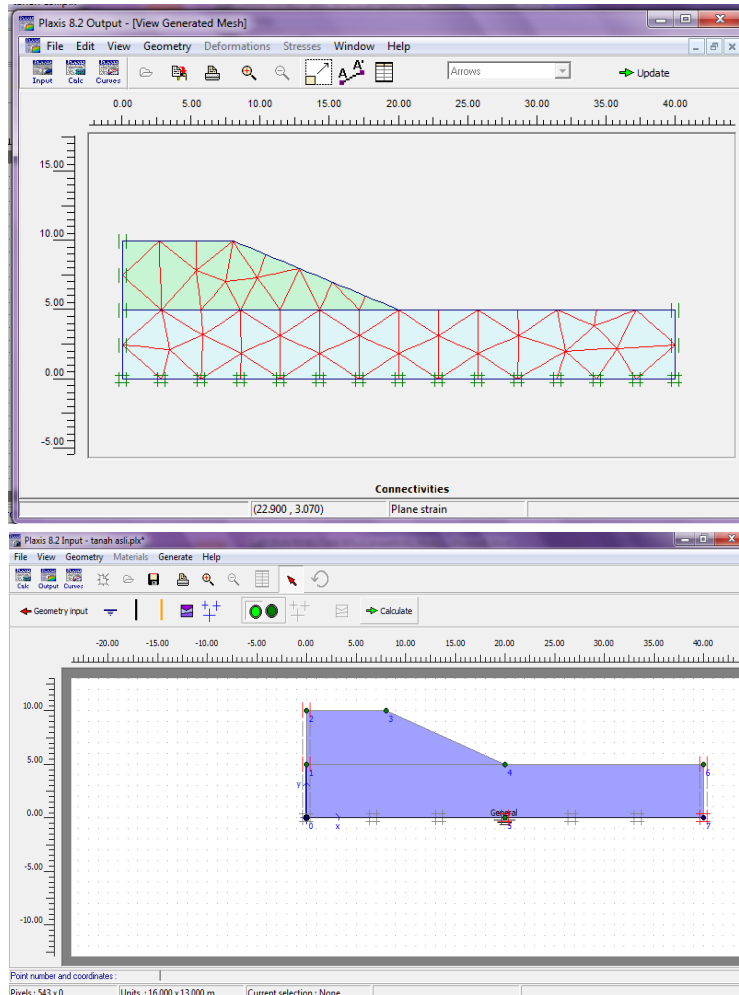 Plaxis 8.2 Output - [View Generated Mesh]
File Edit View Geometry Deformations Stresses Window Help
Input Calc Curves A A' Arrows Update
0.00 5.00 10.00 15.00 20.00 25.00 30.00 35.00 40.00
15.00
10.00
5.00
0.00
-5.00
Connectivities
(22.900 , 3.070) Plane strain
Plaxis 8.2 Input - tanah asli.plx*
File View Geometry Materials Generate Help
Calc Output Curves
Geometry input Calculate
-20.00 -15.00 -10.00 -5.00 0.00 5.00 10.00 15.00 20.00 25.00 30.00 35.00 40.00
10.00
2 3
5.00
1 4 6
y
0.00
General
0 x 5 7
-5.00
-10.00
Point number and coordinates :
Pixels : 543 x 0 Units : 16.000 x 13.000 m Current selection : None